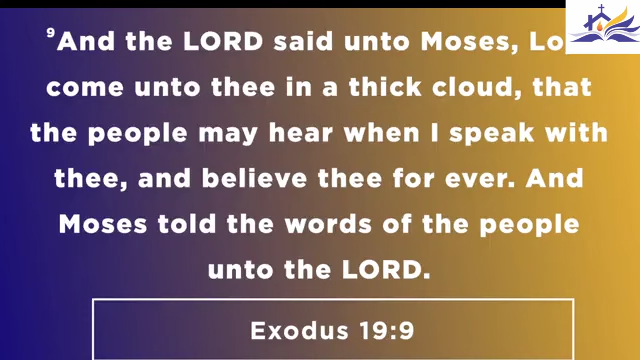 ⁹And the LORD said unto Moses, Lo
come unto thee in a thick cloud, that
the people may hear when I speak with
thee, and believe thee for ever. And
Moses told the words of the people
unto the LORD.
Exodus 19:9